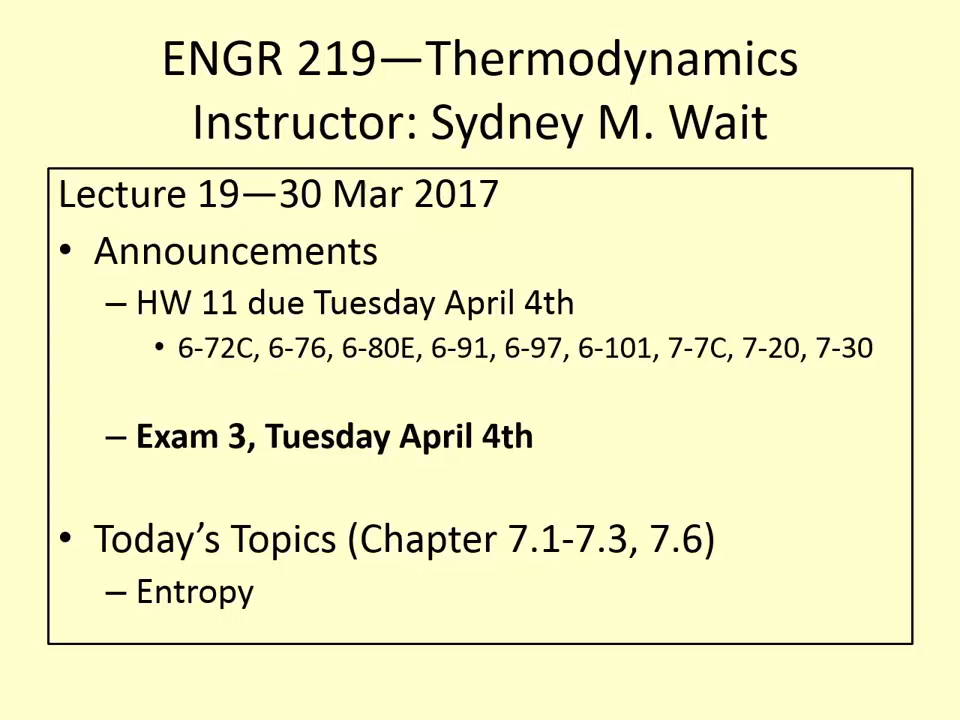 ENGR 219—Thermodynamics
Instructor: Sydney M. Wait
Lecture 19—30 Mar 2017
• Announcements
– HW 11 due Tuesday April 4th
• 6-72C, 6-76, 6-80E, 6-91, 6-97, 6-101, 7-7C, 7-20, 7-30
– Exam 3, Tuesday April 4th
• Today’s Topics (Chapter 7.1-7.3, 7.6)
– Entropy